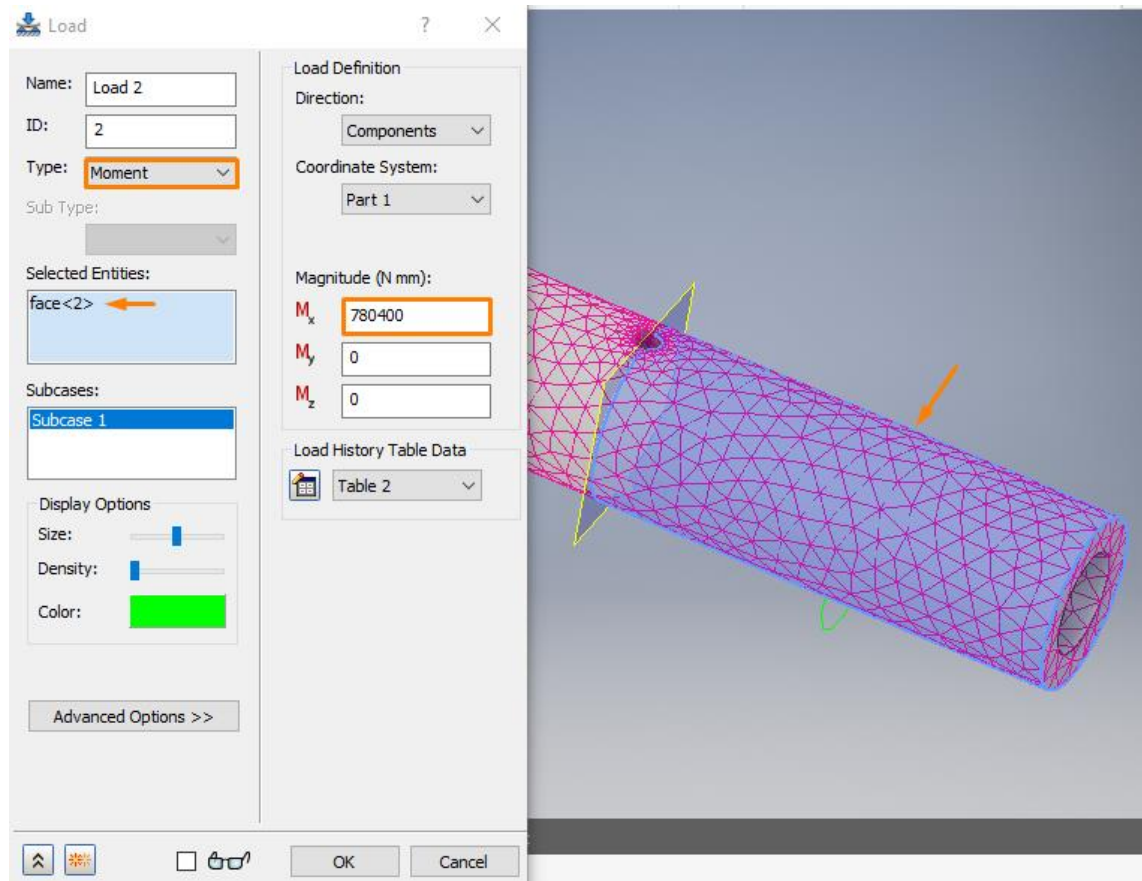 Load ?
Name: Load 2
ID: 2
Type: Moment
Sub Type:
Selected Entities:
face<2>
Subcases:
Subcase 1
Display Options
Size:
Density:
Color:
Advanced Options >>
Load Definition
Direction:
Components
Coordinate System:
Part 1
Magnitude (N mm):
Mx 780400
My 0
Mz 0
Load History Table Data
Table 2
OK Cancel